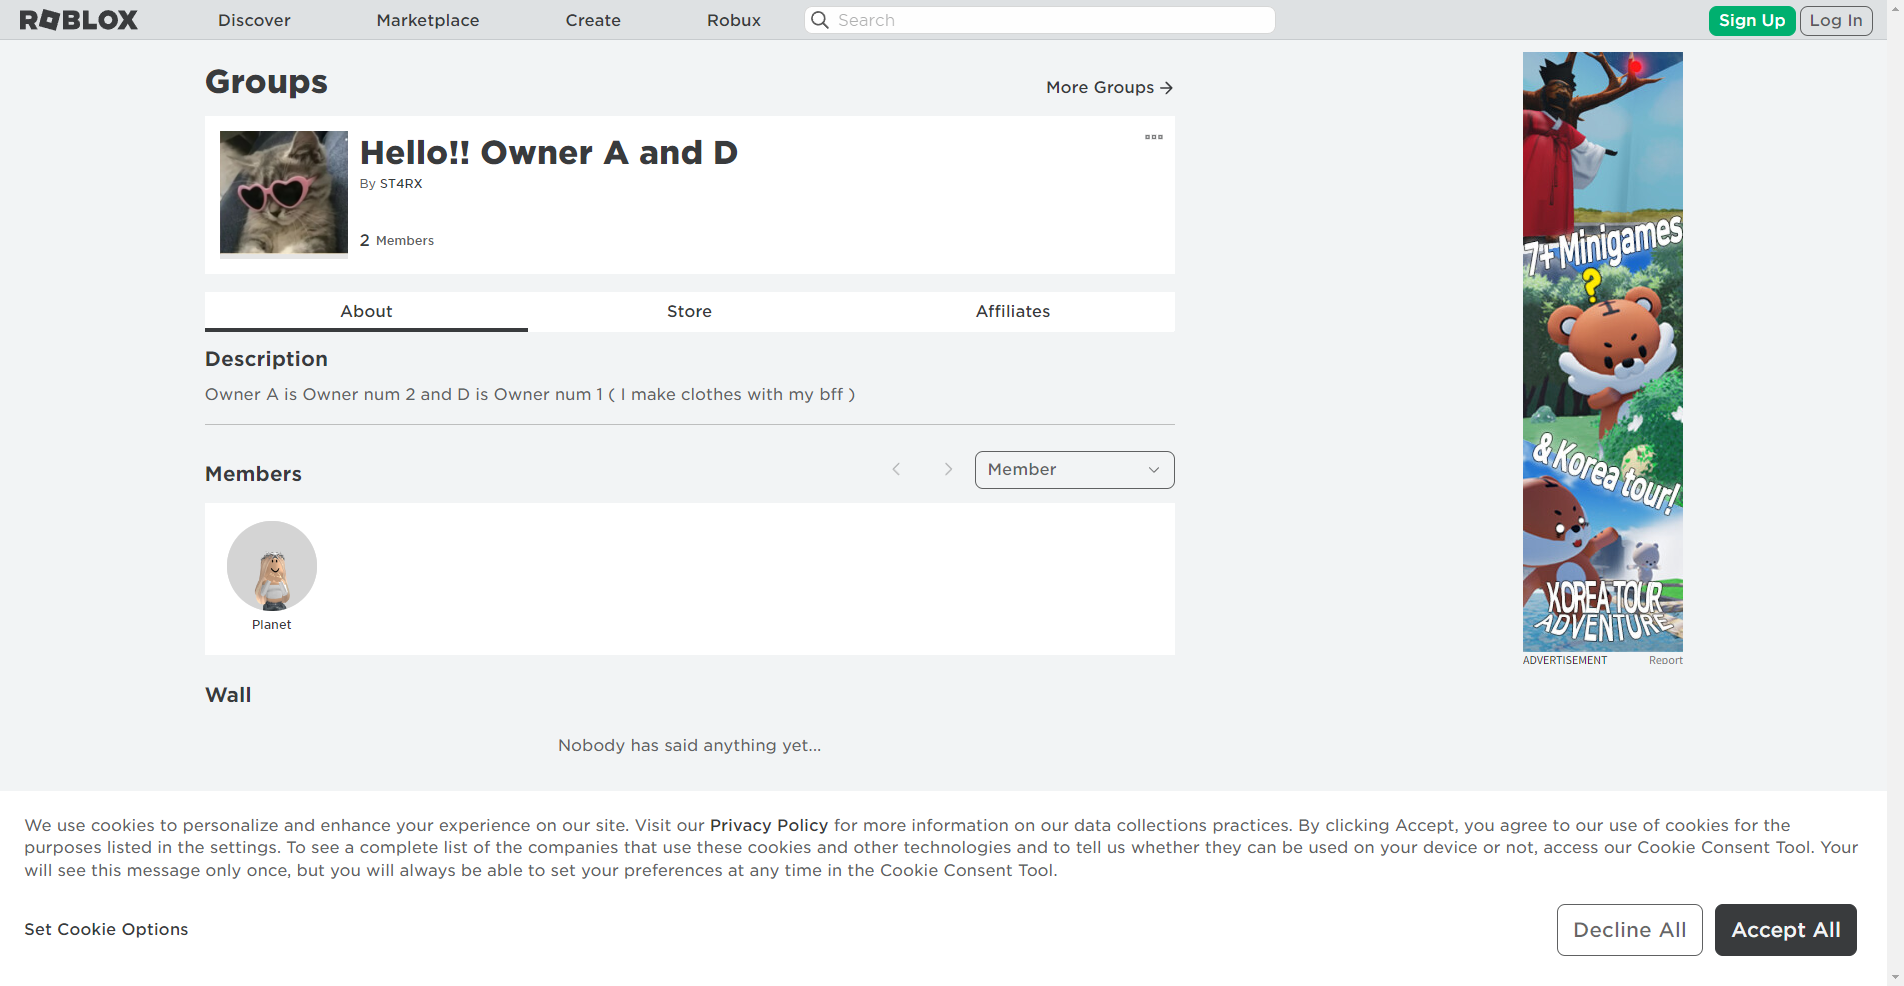 ROBLOX
Discover
Marketplace
Create
Robux
Search
Sign Up
Log In
Groups
More Groups
Hello!! Owner A and D
By ST4RX
2 Members
About
Store
Affiliates
Description
Owner A is Owner num 2 and D is Owner num 1 ( I make clothes with my bff )
Members
Member
Planet
Wall
Nobody has said anything yet...
7+ Minigames
?
& Korea tour!
KOREA TOUR
ADVENTURE
ADVERTISEMENT
Report
We use cookies to personalize and enhance your experience on our site. Visit our Privacy Policy for more information on our data collections practices. By clicking Accept, you agree to our use of cookies for the
purposes listed in the settings. To see a complete list of the companies that use these cookies and other technologies and to tell us whether they can be used on your device or not, access our Cookie Consent Tool. Your
will see this message only once, but you will always be able to set your preferences at any time in the Cookie Consent Tool.
Set Cookie Options
Decline All
Accept All